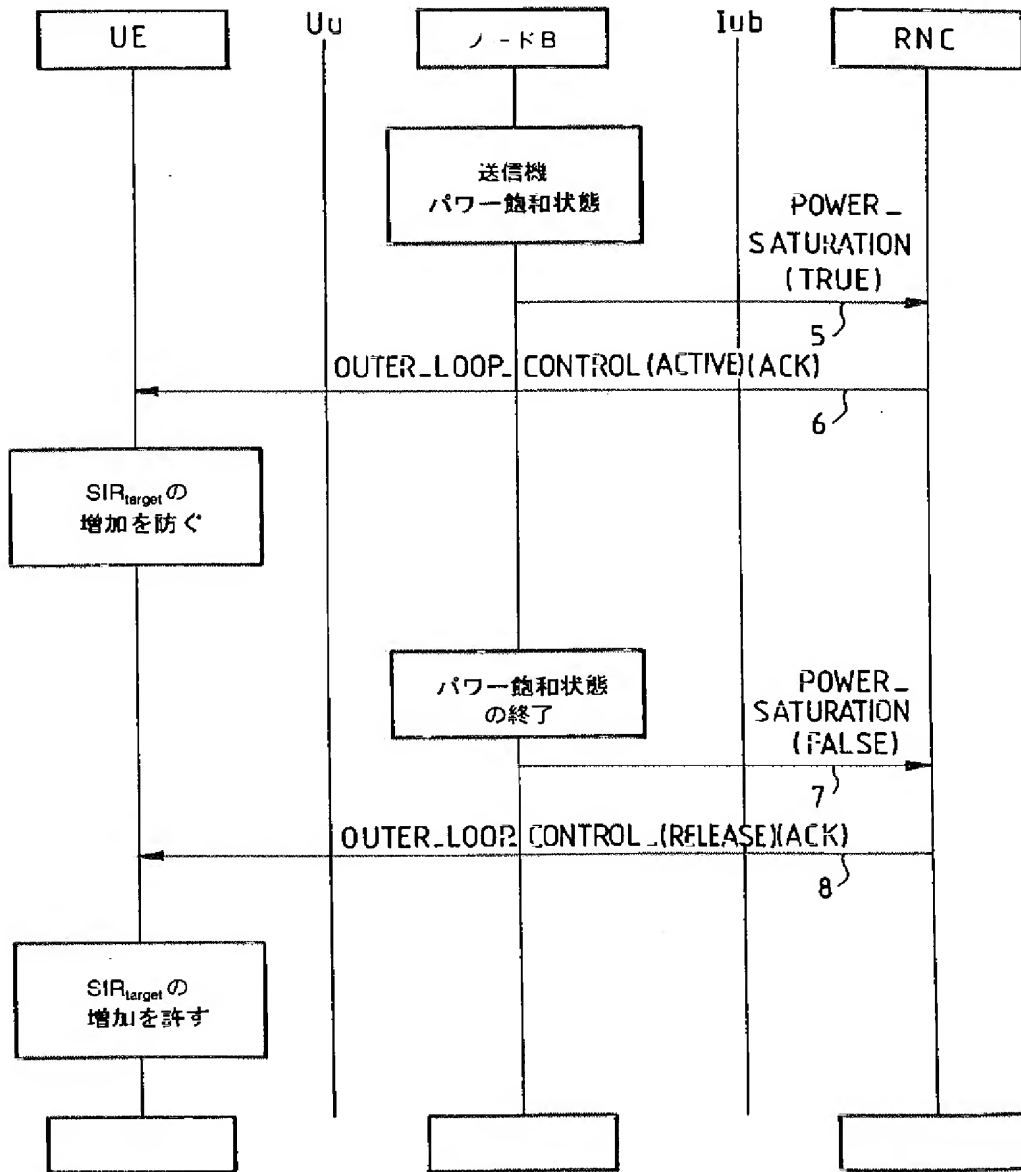 UE
Uu
ノードB
Iub
RNC
送信機
パワー飽和状態
POWER_
SATURATION
(TRUE)
5
OUTER_LOOP_CONTROL(ACTIVE)(ACK)
6
SIRtargetの
増加を防ぐ
パワー飽和状態
の終了
POWER_
SATURATION
(FALSE)
7
OUTER_LOOP_CONTROL_(RELEASE)(ACK)
8
SIRtargetの
増加を許す